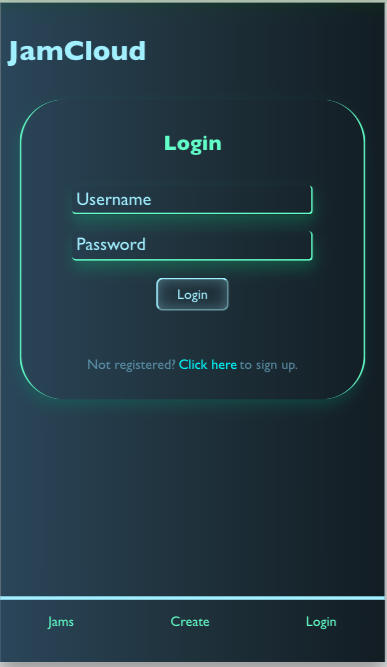 JamCloud
Login
Username
Password
Login
Not registered? Click here to sign up.
Jams Create Login